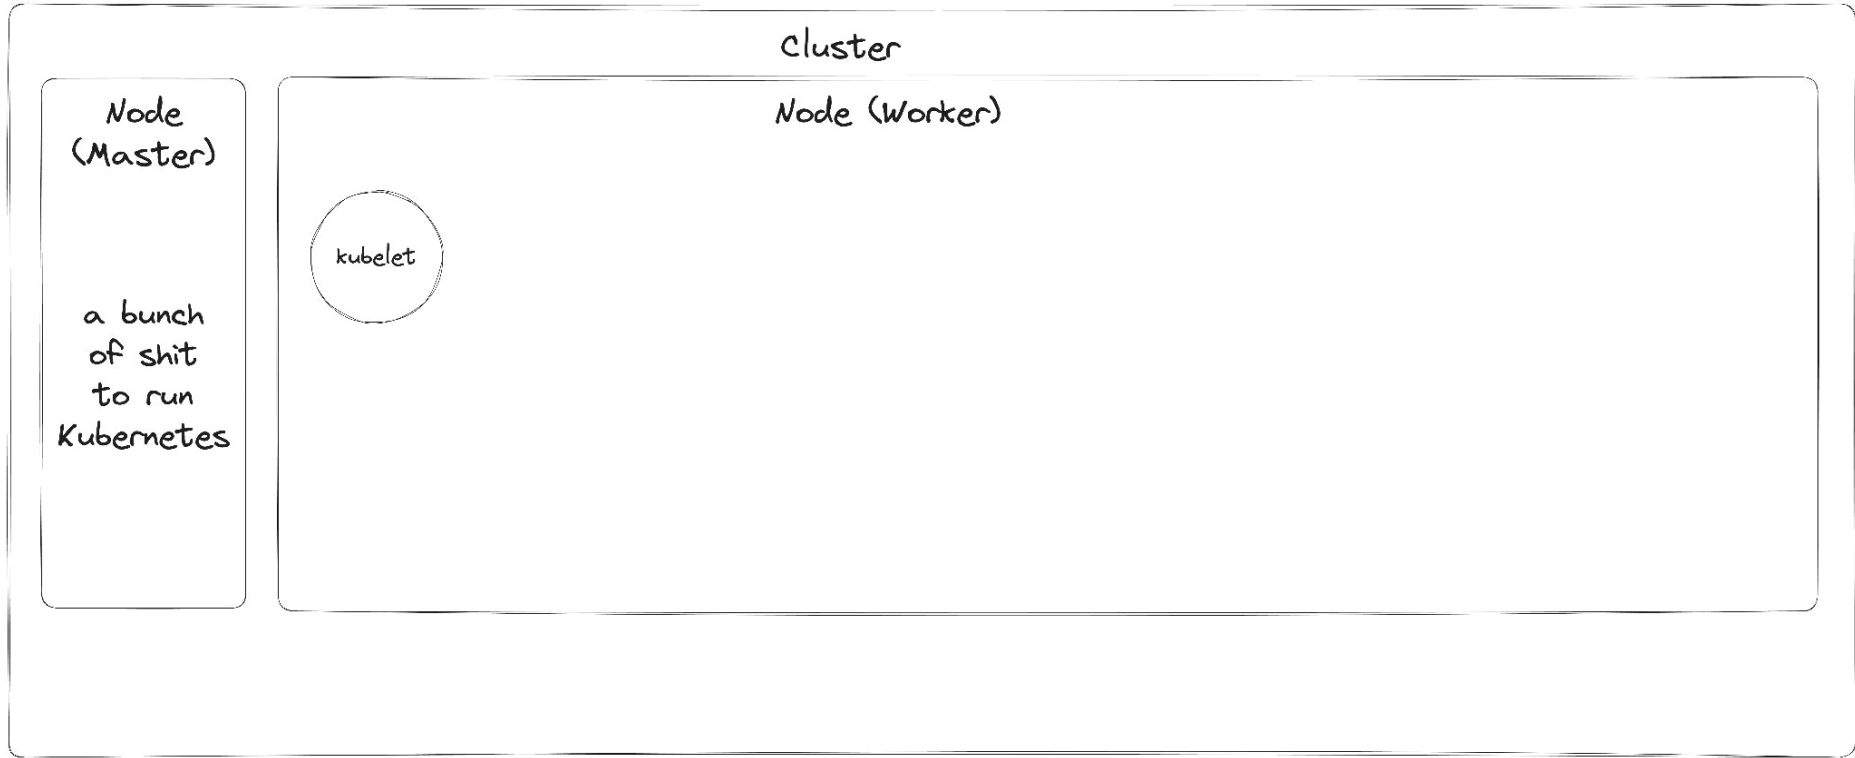 Cluster
Node
(Master)
Node (Worker)
kubelet
a bunch
of shit
to run
Kubernetes